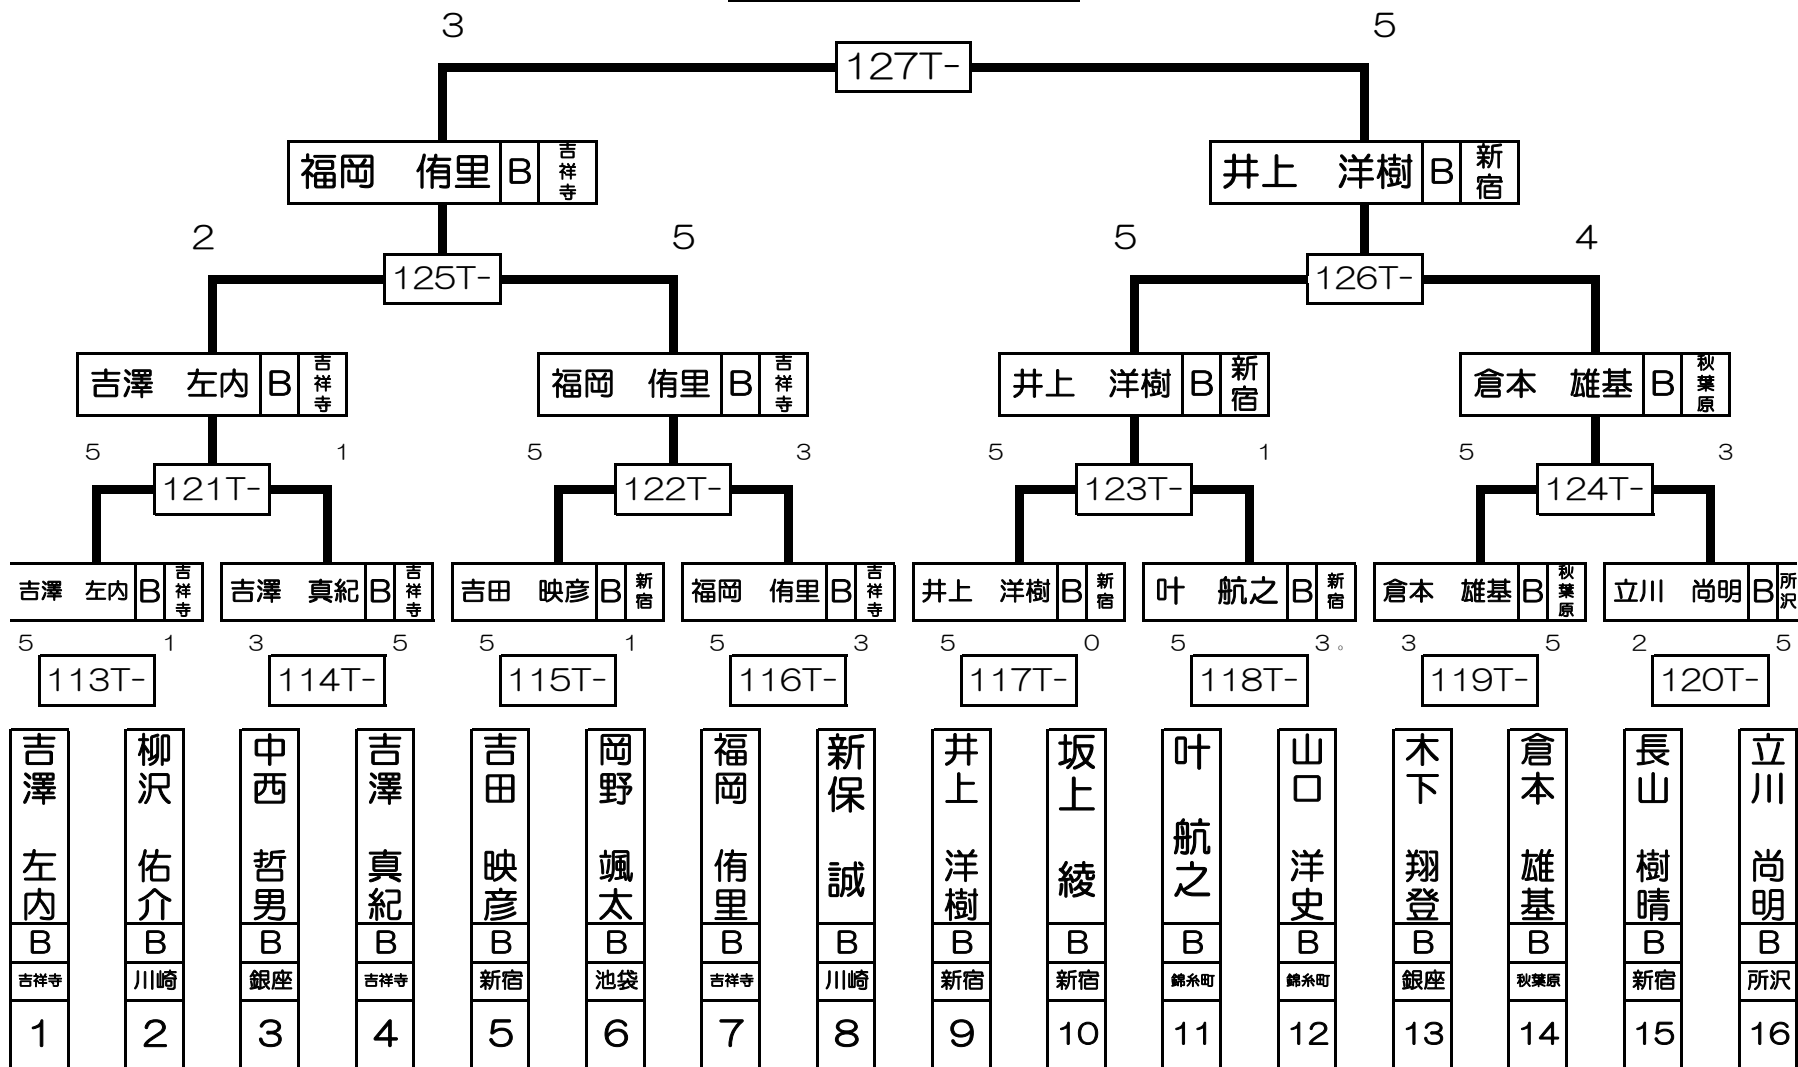 3 5
127T-
福岡　侑里 B 吉祥寺 井上　洋樹 B 新宿
2 5 5 4
125T- 126T-
吉澤　左内 B 吉祥寺 福岡　侑里 B 吉祥寺 井上　洋樹 B 新宿 倉本　雄基 B 秋葉原
5 1 5 3 5 1 5 3
121T- 122T- 123T- 124T-
吉澤　左内 B 吉祥寺 吉澤　真紀 B 吉祥寺 吉田　映彦 B 新宿 福岡　侑里 B 吉祥寺 井上　洋樹 B 新宿 叶　航之 B 新宿 倉本　雄基 B 秋葉原 立川　尚明 B 所沢
5 1 3 5 5 1 5 3 5 0 5 3。 3 5 2 5
113T- 114T- 115T- 116T- 117T- 118T- 119T- 120T-
吉澤　左内 柳沢　佑介 中西　哲男 吉澤　真紀 吉田　映彦 岡野　颯太 福岡　侑里 新保　誠 井上　洋樹 坂上　綾 叶　航之 山口　洋史 木下　翔登 倉本　雄基 長山　樹晴 立川　尚明
B B B B B B B B B B B B B B B B
吉祥寺 川崎 銀座 吉祥寺 新宿 池袋 吉祥寺 川崎 新宿 新宿 錦糸町 錦糸町 銀座 秋葉原 新宿 所沢
1 2 3 4 5 6 7 8 9 10 11 12 13 14 15 16